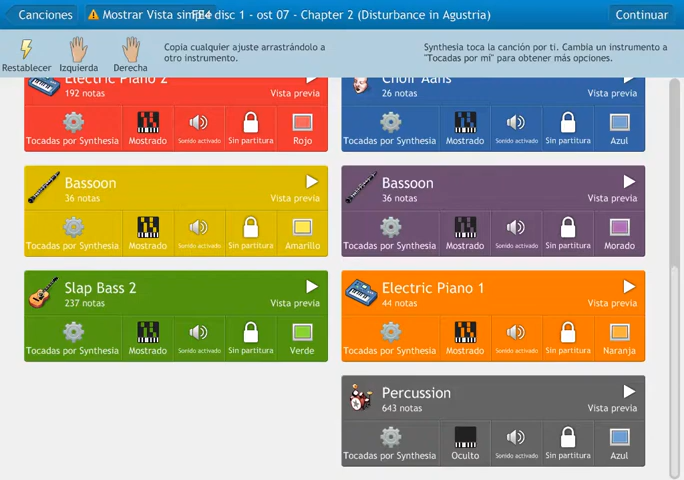 Canciones
Mostrar Vista simple
FE4 disc 1 - ost 07 - Chapter 2 (Disturbance in Agustria)
Continuar
Restablecer
Izquierda
Derecha
Copía cualquier ajuste arrastrándolo a
otro instrumento.
Synthesia toca la canción por ti. Cambia un instrumento a
"Tocadas por mí" para obtener más opciones.
Electric Piano 2
192 notas
Vista previa
Tocadas por Synthesia
Mostrado
Sonido activado
Sin partitura
Rojo
Choir Aahs
26 notas
Vista previa
Tocadas por Synthesia
Mostrado
Sonido activado
Sin partitura
Azul
Bassoon
36 notas
Vista previa
Tocadas por Synthesia
Mostrado
Sonido activado
Sin partitura
Amarillo
Bassoon
36 notas
Vista previa
Tocadas por Synthesia
Mostrado
Sonido activado
Sin partitura
Morado
Slap Bass 2
237 notas
Vista previa
Tocadas por Synthesia
Mostrado
Sonido activado
Sin partitura
Verde
Electric Piano 1
44 notas
Vista previa
Tocadas por Synthesia
Mostrado
Sonido activado
Sin partitura
Naranja
Percussion
643 notas
Vista previa
Tocadas por Synthesia
Oculto
Sonido activado
Sin partitura
Azul